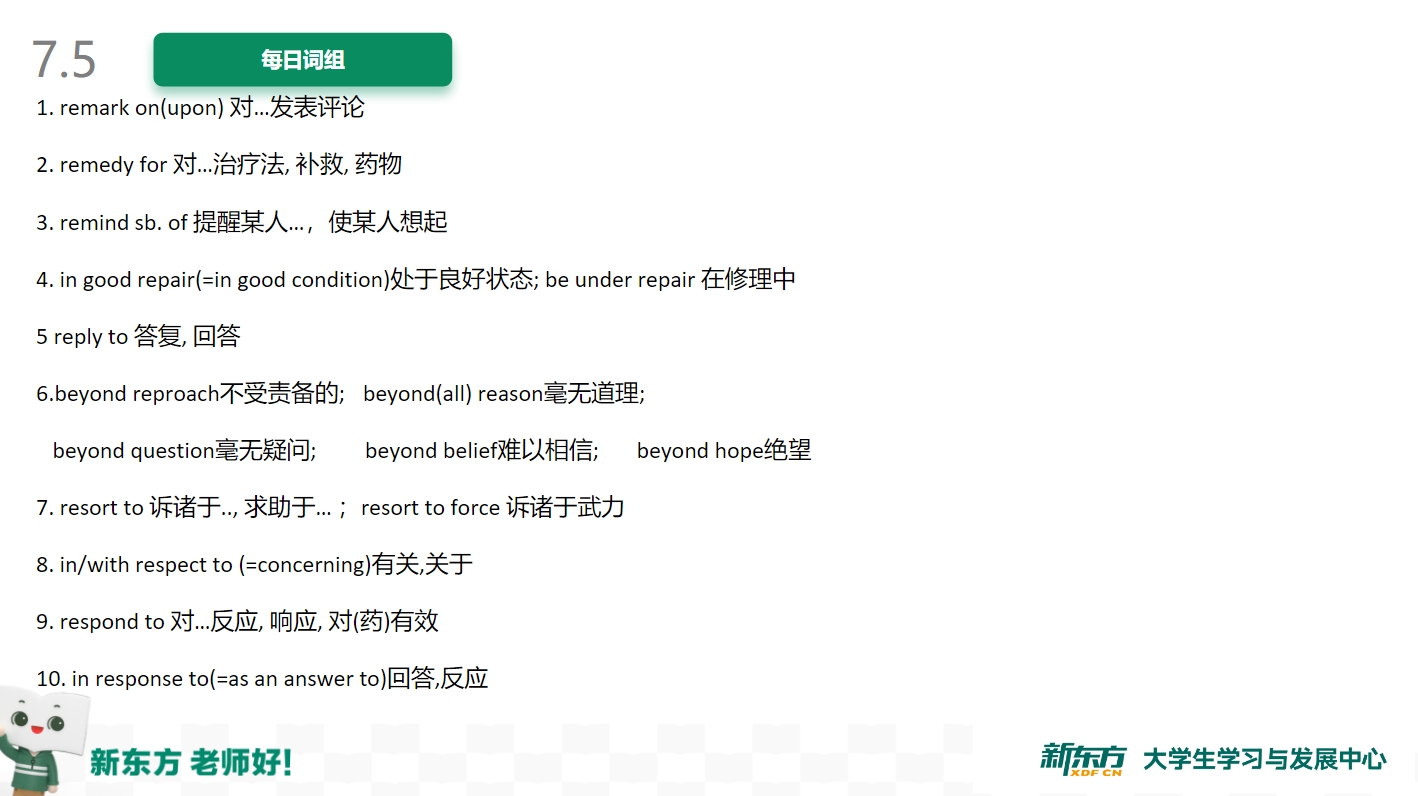 7.5
每日词组
1. remark on(upon) 对...发表评论
2. remedy for 对...治疗法, 补救, 药物
3. remind sb. of 提醒某人...，使某人想起
4. in good repair(=in good condition)处于良好状态; be under repair 在修理中
5 reply to 答复, 回答
6.beyond reproach不受责备的; beyond(all) reason毫无道理;
beyond question毫无疑问; beyond belief难以相信; beyond hope绝望
7. resort to 诉诸于.., 求助于...；resort to force 诉诸于武力
8. in/with respect to (=concerning)有关,关于
9. respond to 对...反应, 响应, 对(药)有效
10. in response to(=as an answer to)回答,反应
新东方 老师好！
新东方 XDF.CN 大学生学习与发展中心